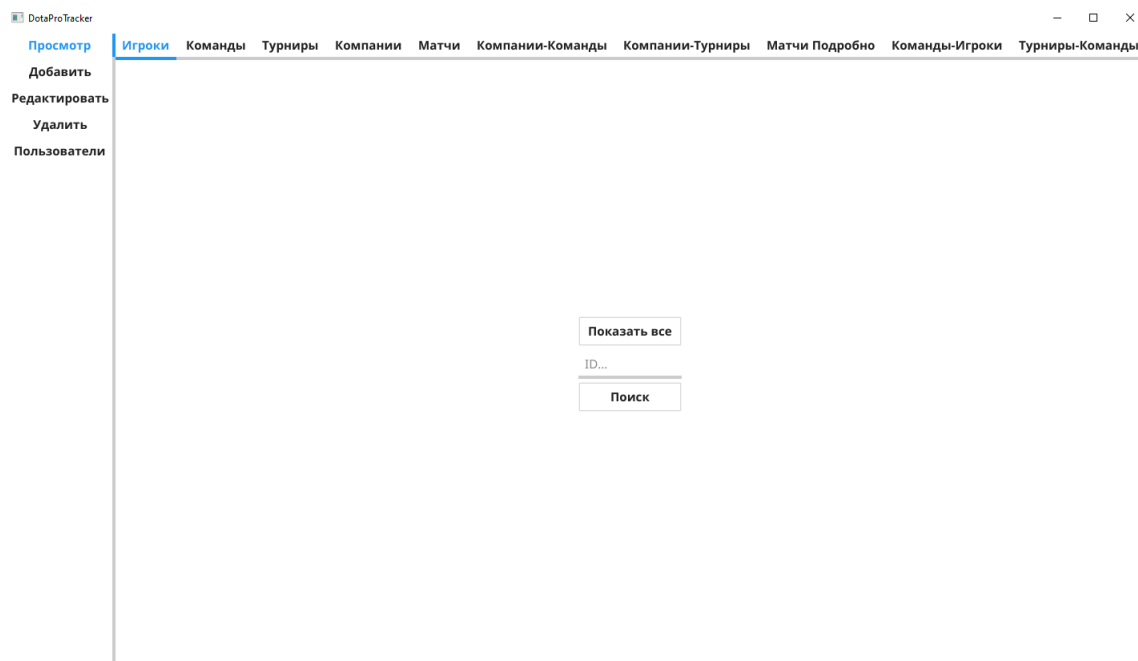 DotaProTracker
Просмотр
Добавить
Редактировать
Удалить
Пользователи
Игроки Команды Турниры Компании Матчи Компании-Команды Компании-Турниры Матчи Подробно Команды-Игроки Турниры-Команды
Показать все
ID...
Поиск